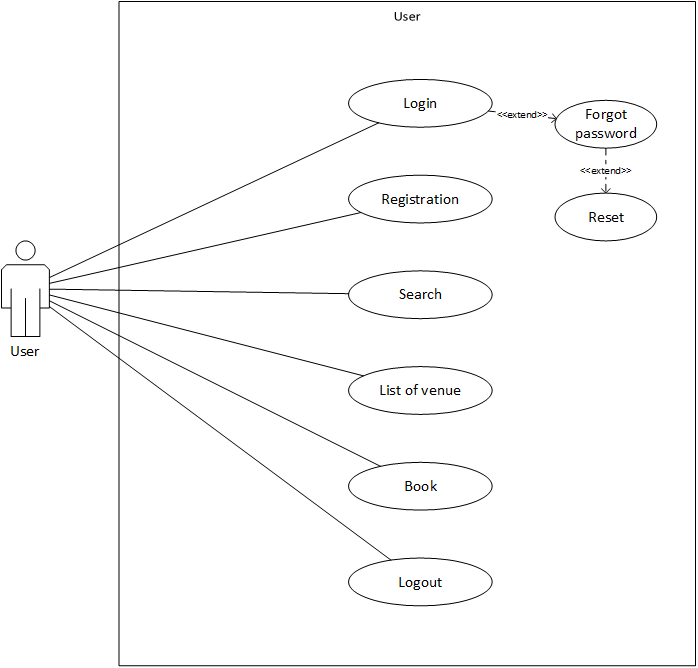 User
Login
<<extend>>
Forgot
password
<<extend>>
Registration
Reset
Search
User
List of venue
Book
Logout